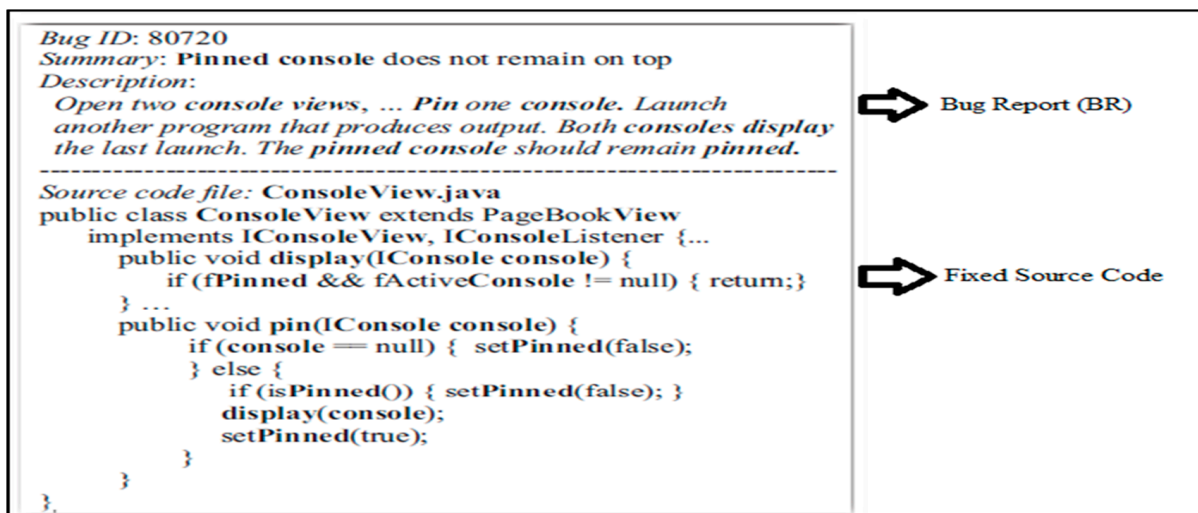 Bug ID: 80720
Summary: Pinned console does not remain on top
Description:
Open two console views, ... Pin one console. Launch
another program that produces output. Both consoles display
the last launch. The pinned console should remain pinned.
Bug Report (BR)
--------------------------------------------------------------------------------
Source code file: ConsoleView.java
public class ConsoleView extends PageBookView
implements IConsoleView, IConsoleListener {...
public void display(IConsole console) {
if (fPinned && fActiveConsole != null) { return;}
} ...
Fixed Source Code
public void pin(IConsole console) {
if (console == null) { setPinned(false);
} else {
if (isPinned()) { setPinned(false); }
display(console);
setPinned(true);
}
}
}.